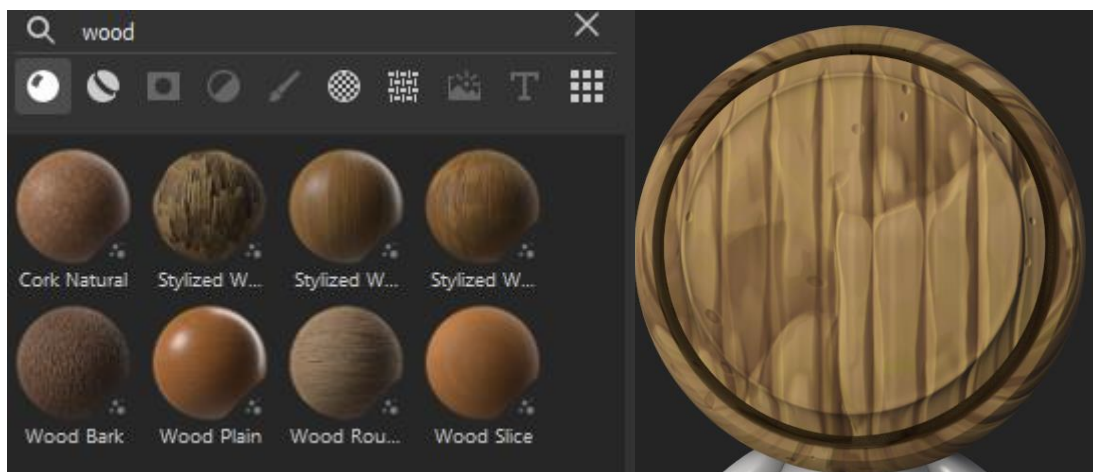 wood
Cork Natural
Stylized W...
Stylized W...
Stylized W...
Wood Bark
Wood Plain
Wood Rou...
Wood Slice